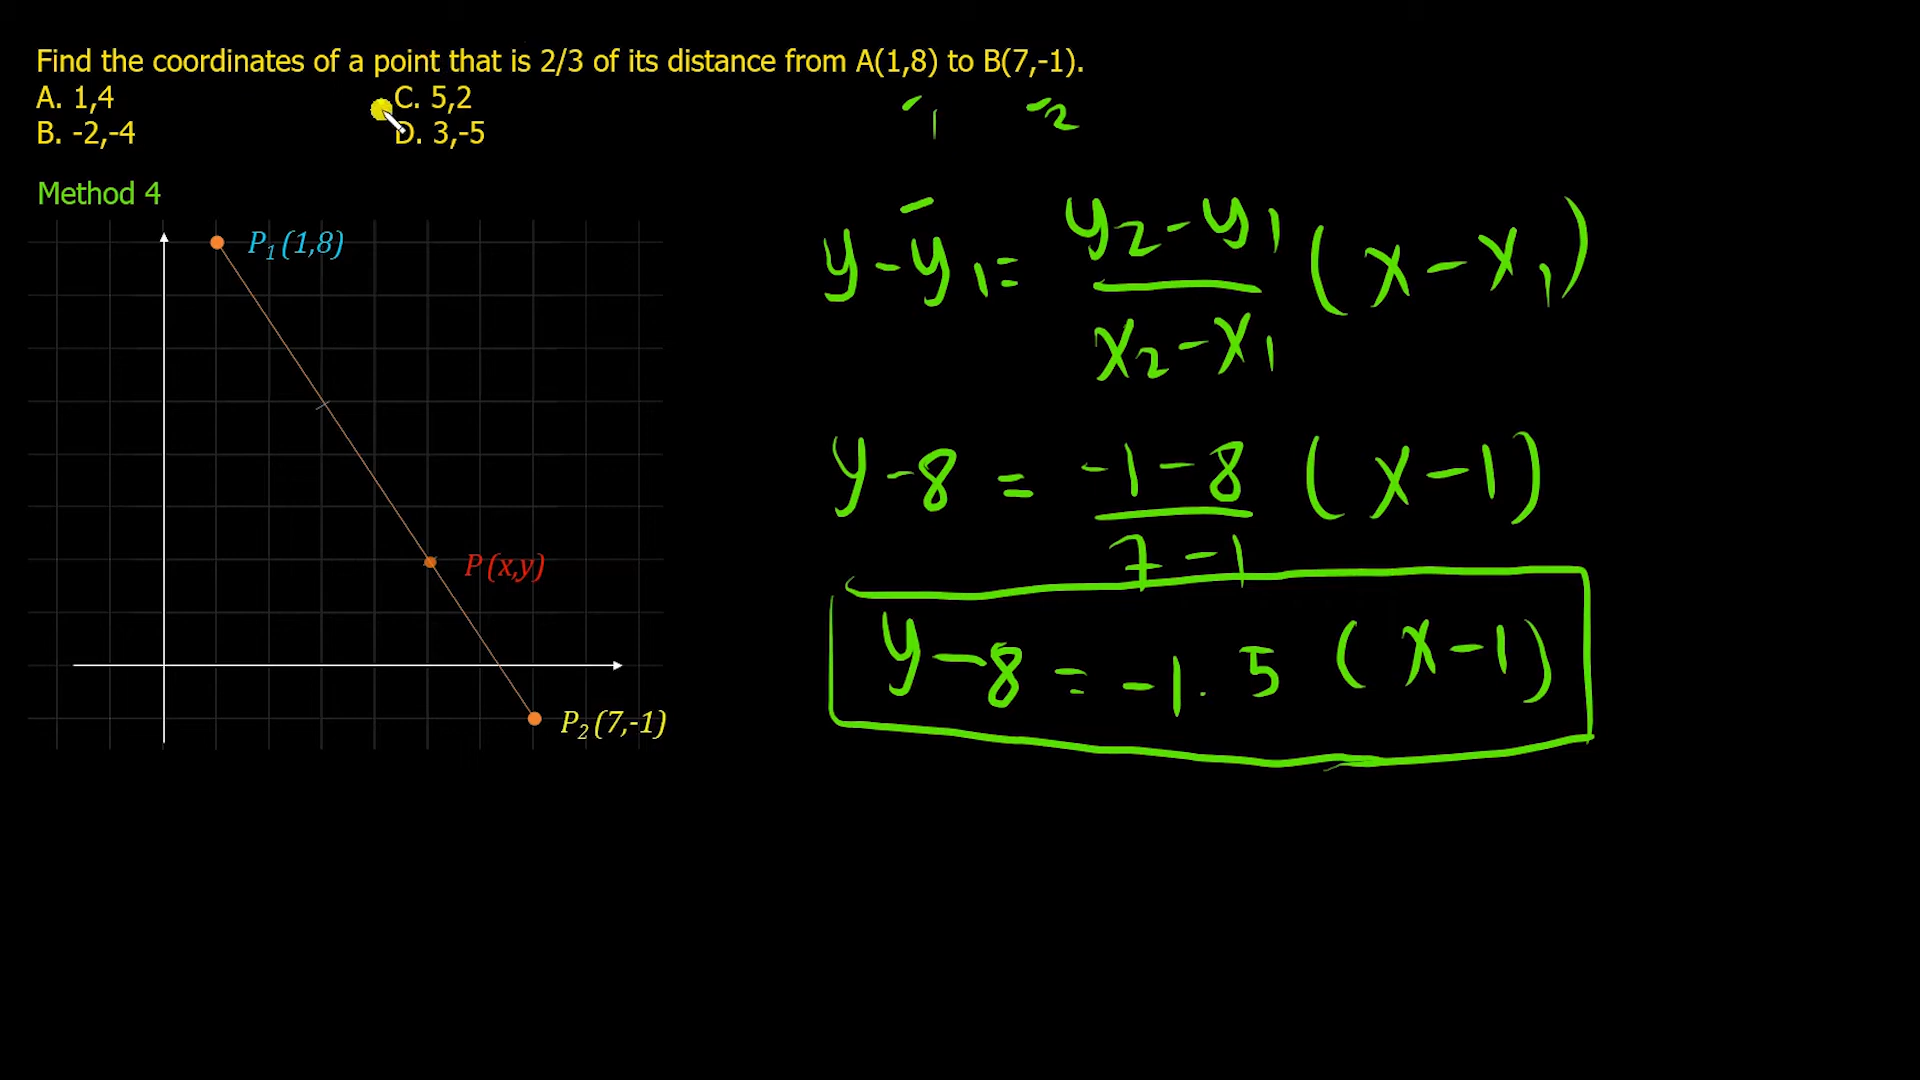 Find the coordinates of a point that is 2/3 of its distance from A(1,8) to B(7,-1).
A. 1,4 C. 5,2
B. -2,-4 D. 3,-5
1 2
Method 4
P₁(1,8)
P(x,y)
P₂(7,-1)
y-y₁= y₂-y₁ (x-x₁)
x₂-x₁
y-8 = -1-8 (x-1)
7-1
y-8 = -1.5 (x-1)